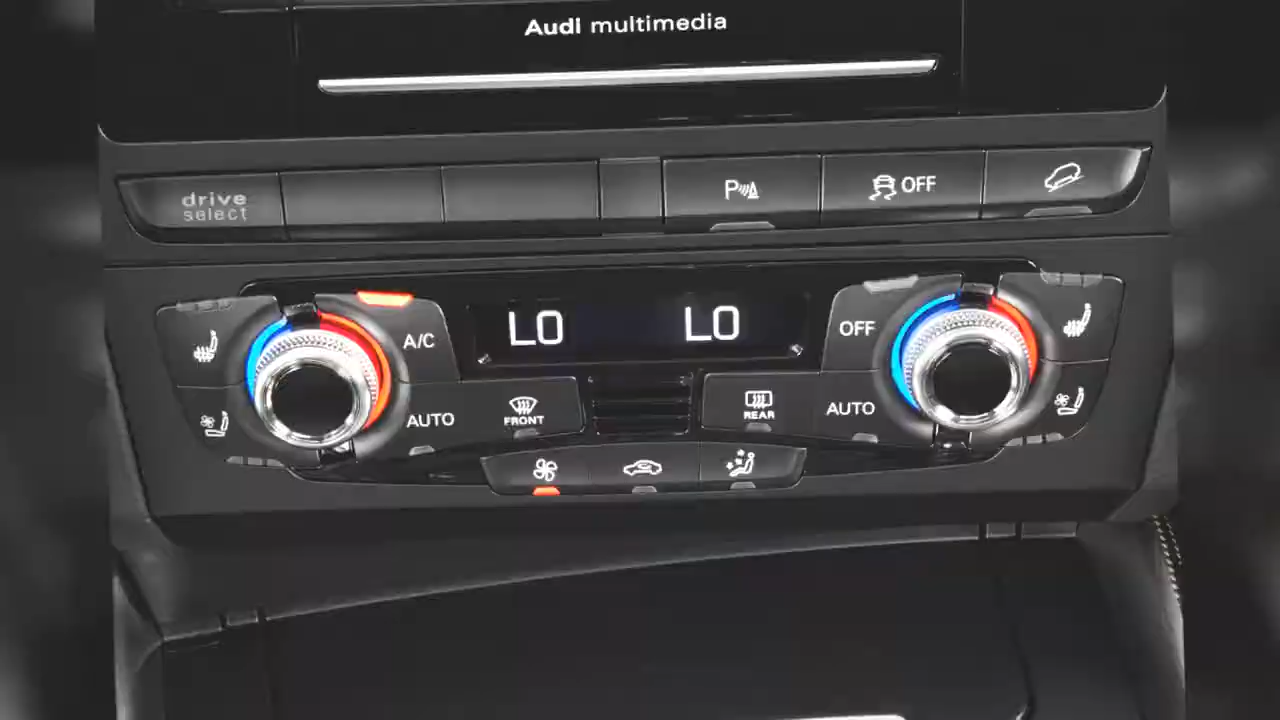 Audi multimedia
drive
select
P
OFF
A/C
LO
LO
OFF
AUTO
FRONT
REAR
AUTO